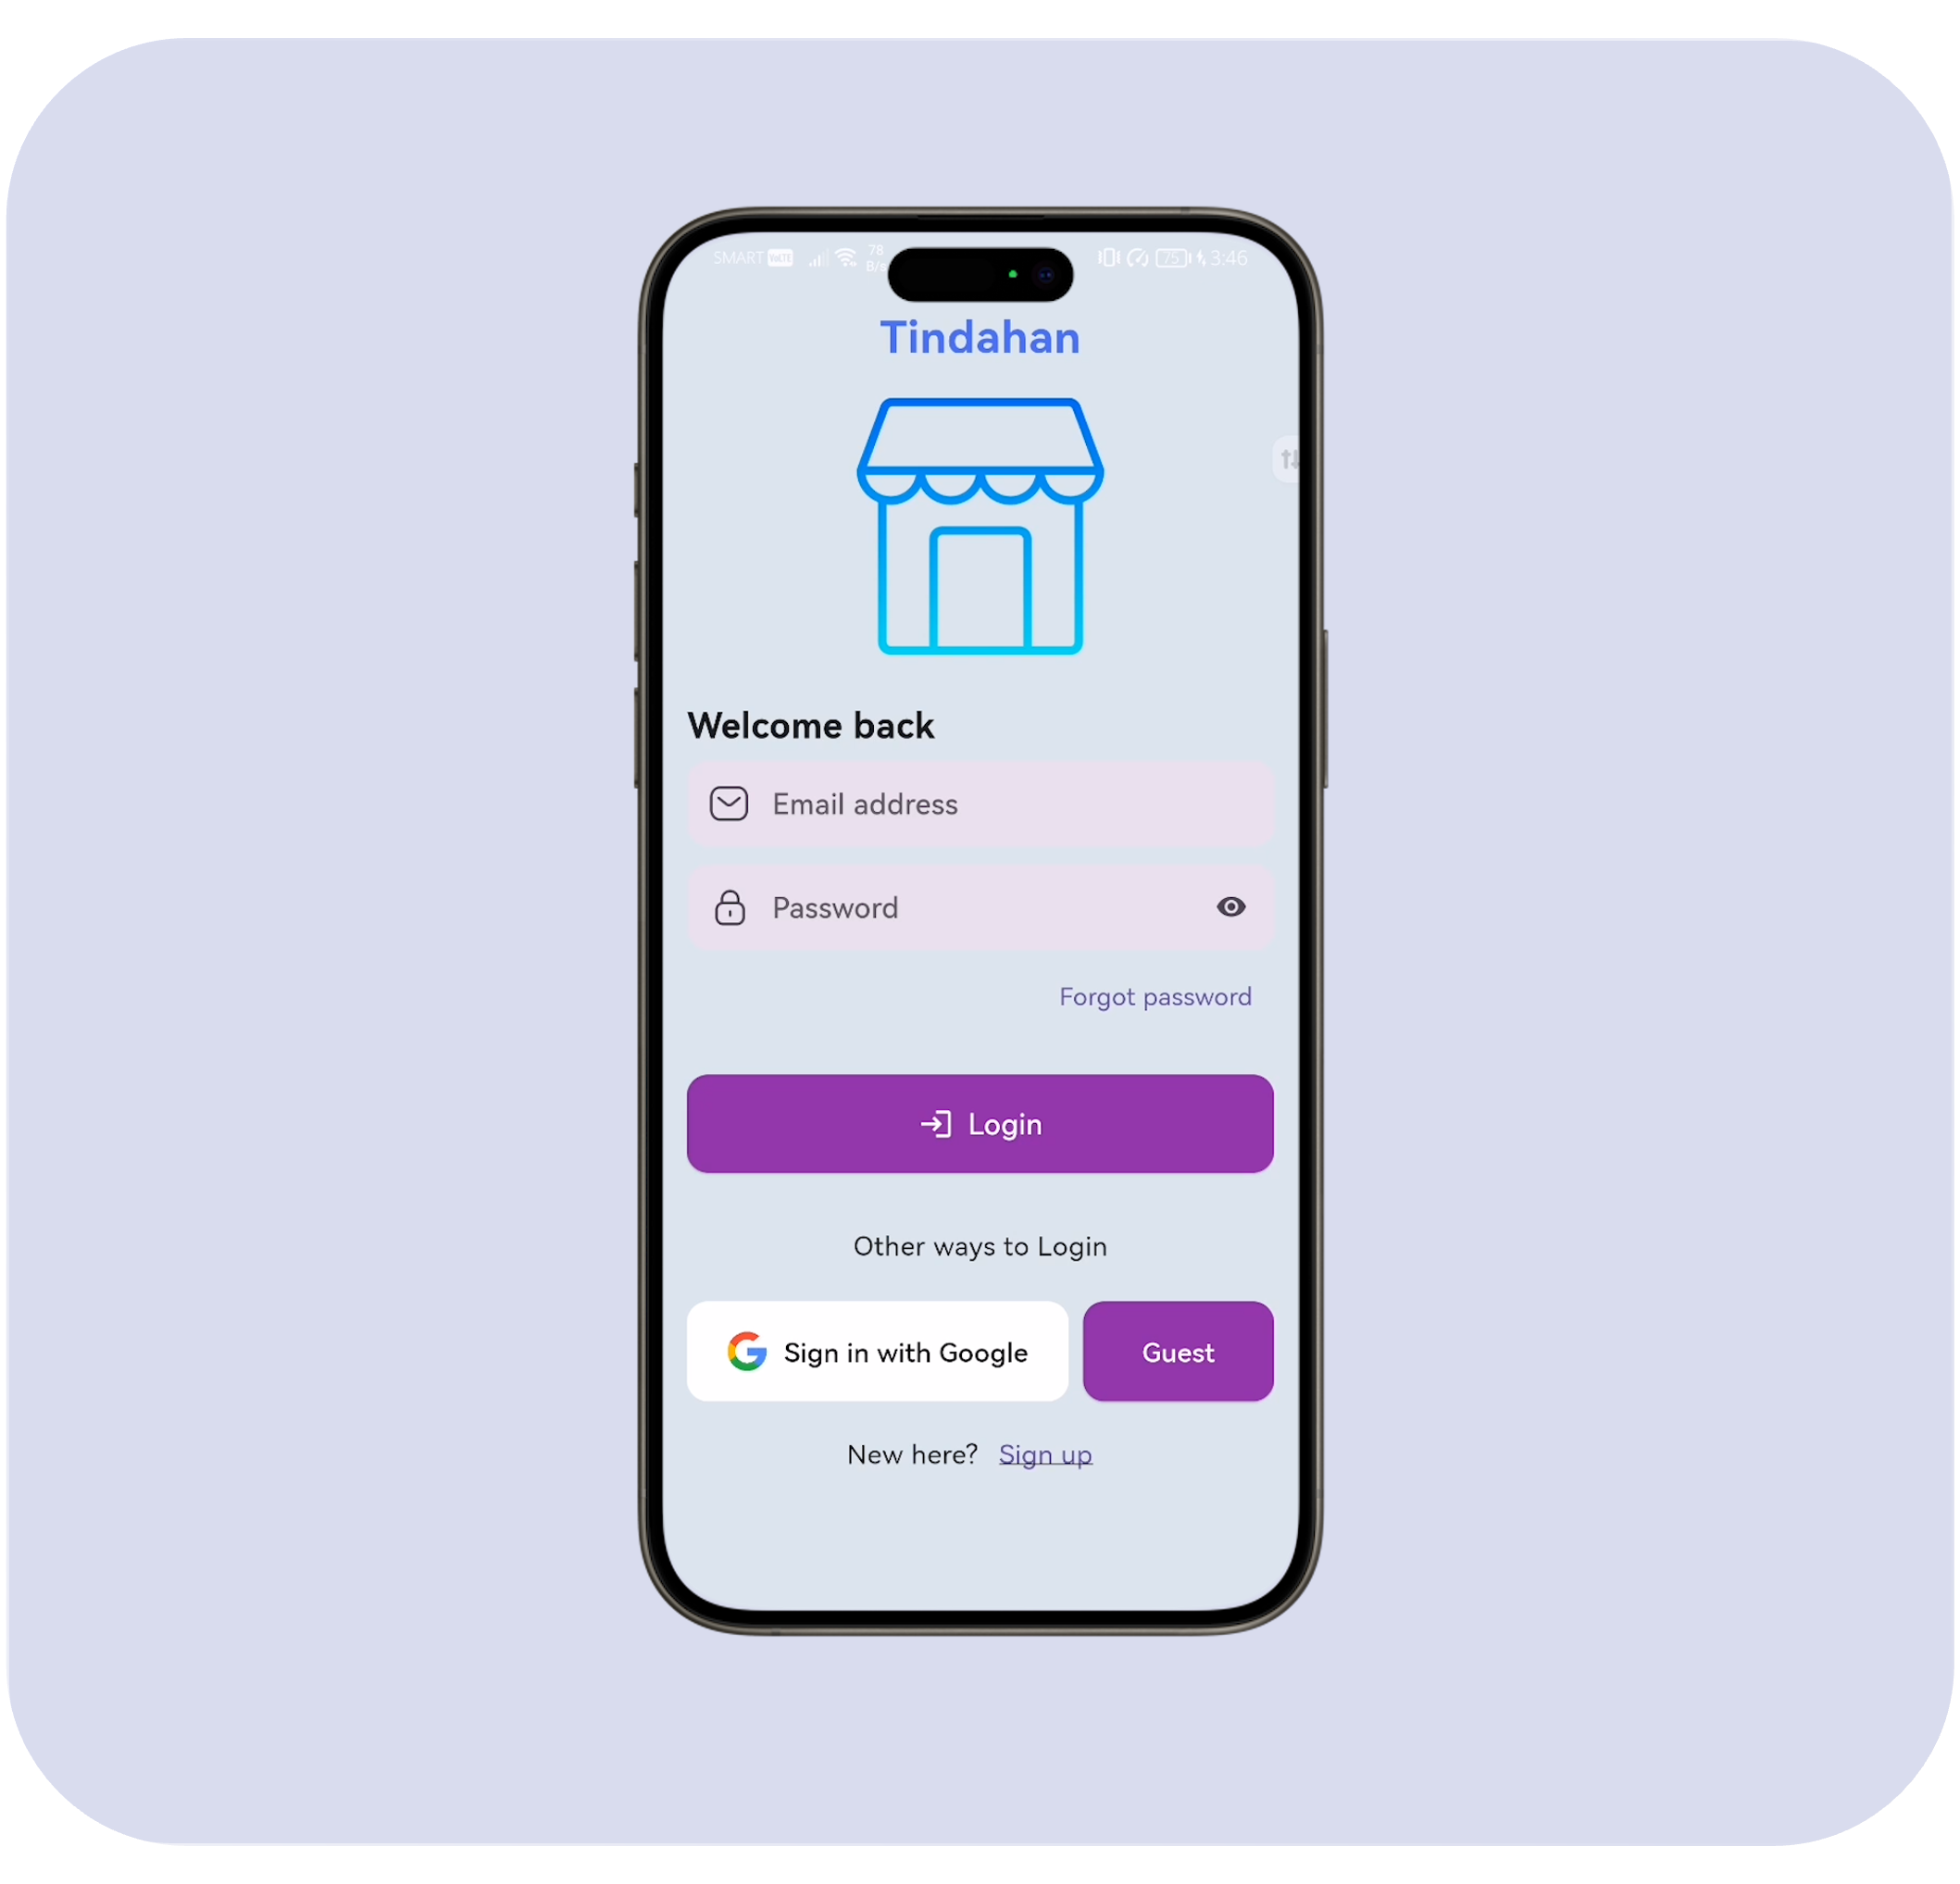 SMART VoLTE 78 B/s 75 3:46
Tindahan
Welcome back
Email address
Password
Forgot password
Login
Other ways to Login
Sign in with Google
Guest
New here? Sign up